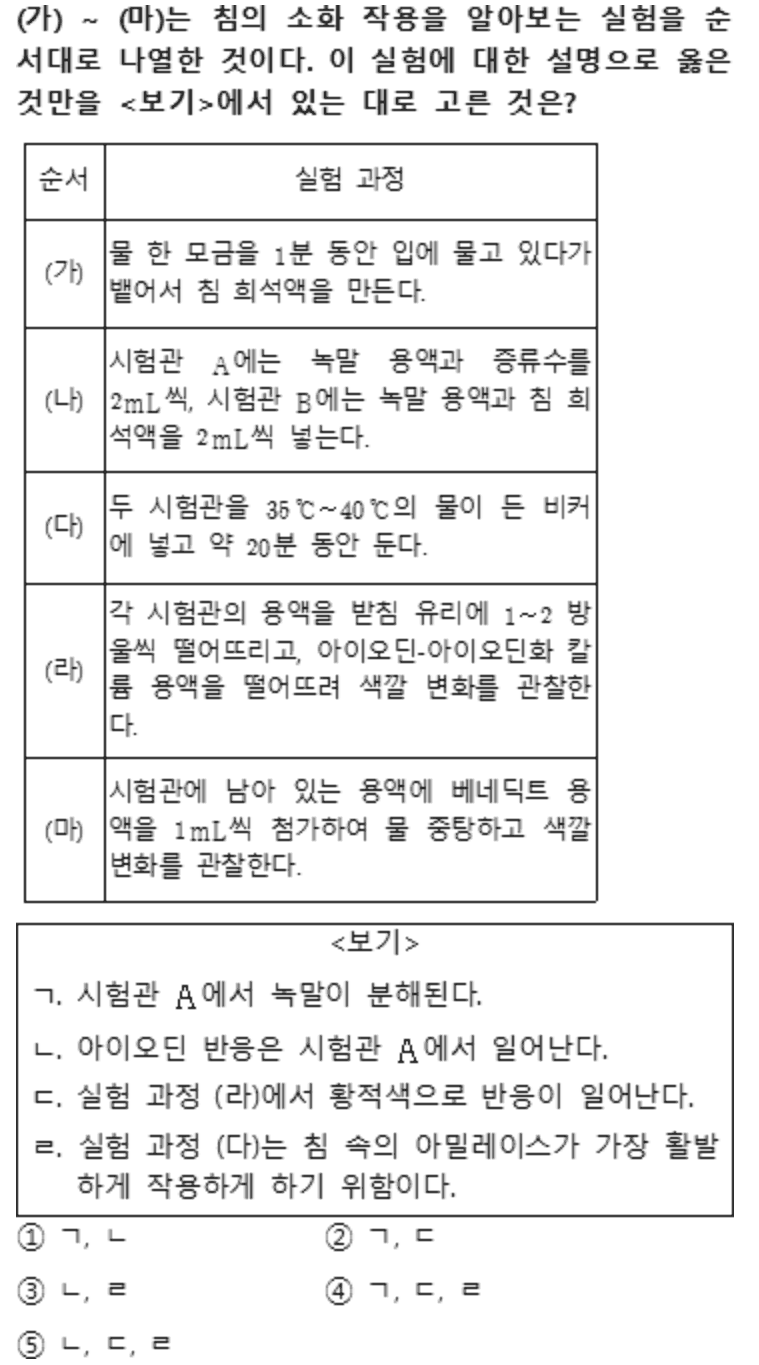 (가) ~ (마)는 침의 소화 작용을 알아보는 실험을 순
서대로 나열한 것이다. 이 실험에 대한 설명으로 옳은
것만을 <보기>에서 있는 대로 고른 것은?
순서 실험 과정
(가) 물 한 모금을 1분 동안 입에 물고 있다가
뱉어서 침 희석액을 만든다.
(나) 시험관 A에는 녹말 용액과 증류수를
2mL씩, 시험관 B에는 녹말 용액과 침 희
석액을 2mL씩 넣는다.
(다) 두 시험관을 35℃~40℃의 물이 든 비커
에 넣고 약 20분 동안 둔다.
(라) 각 시험관의 용액을 받침 유리에 1~2 방
울씩 떨어뜨리고, 아이오딘-아이오딘화 칼
륨 용액을 떨어뜨려 색깔 변화를 관찰한
다.
(마) 시험관에 남아 있는 용액에 베네딕트 용
액을 1mL씩 첨가하여 물 중탕하고 색깔
변화를 관찰한다.
<보기>
ㄱ. 시험관 A에서 녹말이 분해된다.
ㄴ. 아이오딘 반응은 시험관 A에서 일어난다.
ㄷ. 실험 과정 (라)에서 황적색으로 반응이 일어난다.
ㄹ. 실험 과정 (다)는 침 속의 아밀레이스가 가장 활발
하게 작용하게 하기 위함이다.
① ㄱ, ㄴ ② ㄱ, ㄷ
③ ㄴ, ㄹ ④ ㄱ, ㄷ, ㄹ
⑤ ㄴ, ㄷ, ㄹ